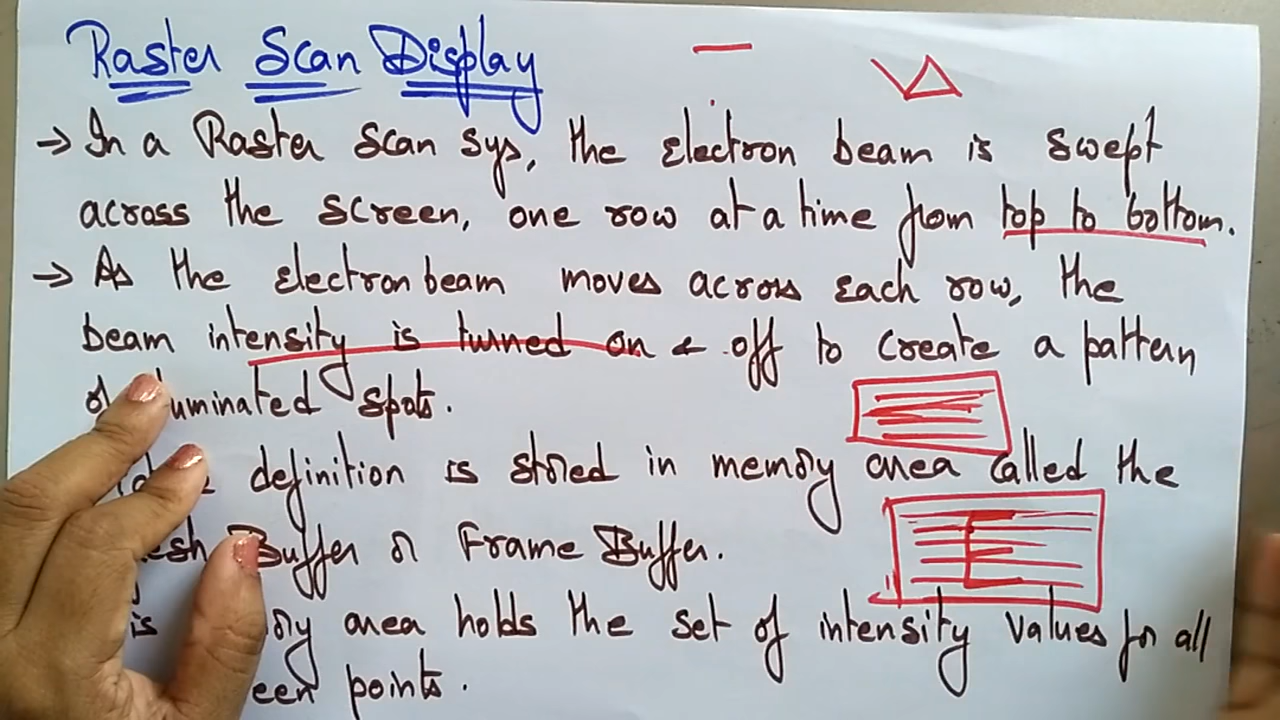 Raster Scan Display
→ In a Raster Scan sys, the electron beam is swept
across the screen, one row at a time from top to bottom.
→ As the electron beam moves across each row, the
beam intensity is turned on & off to create a pattern
of illuminated spots.
definition is stored in memory area called the
Buffer or Frame Buffer.
area holds the set of intensity values for all
points.